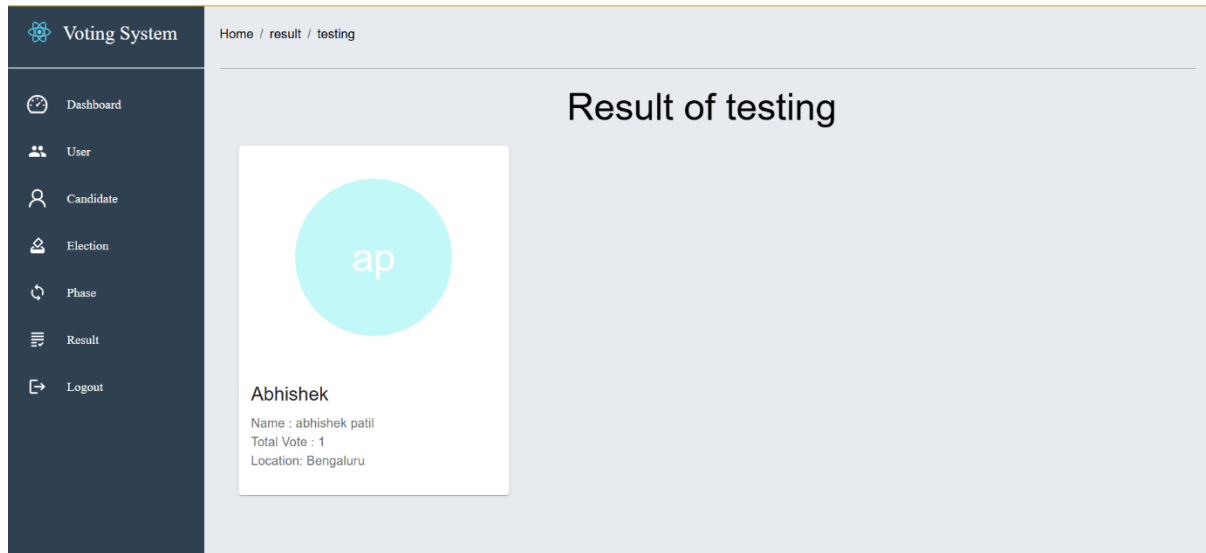 Voting System
Home / result / testing
Dashboard
User
Candidate
Election
Phase
Result
Logout
Result of testing
ap
Abhishek
Name : abhishek patil
Total Vote : 1
Location: Bengaluru